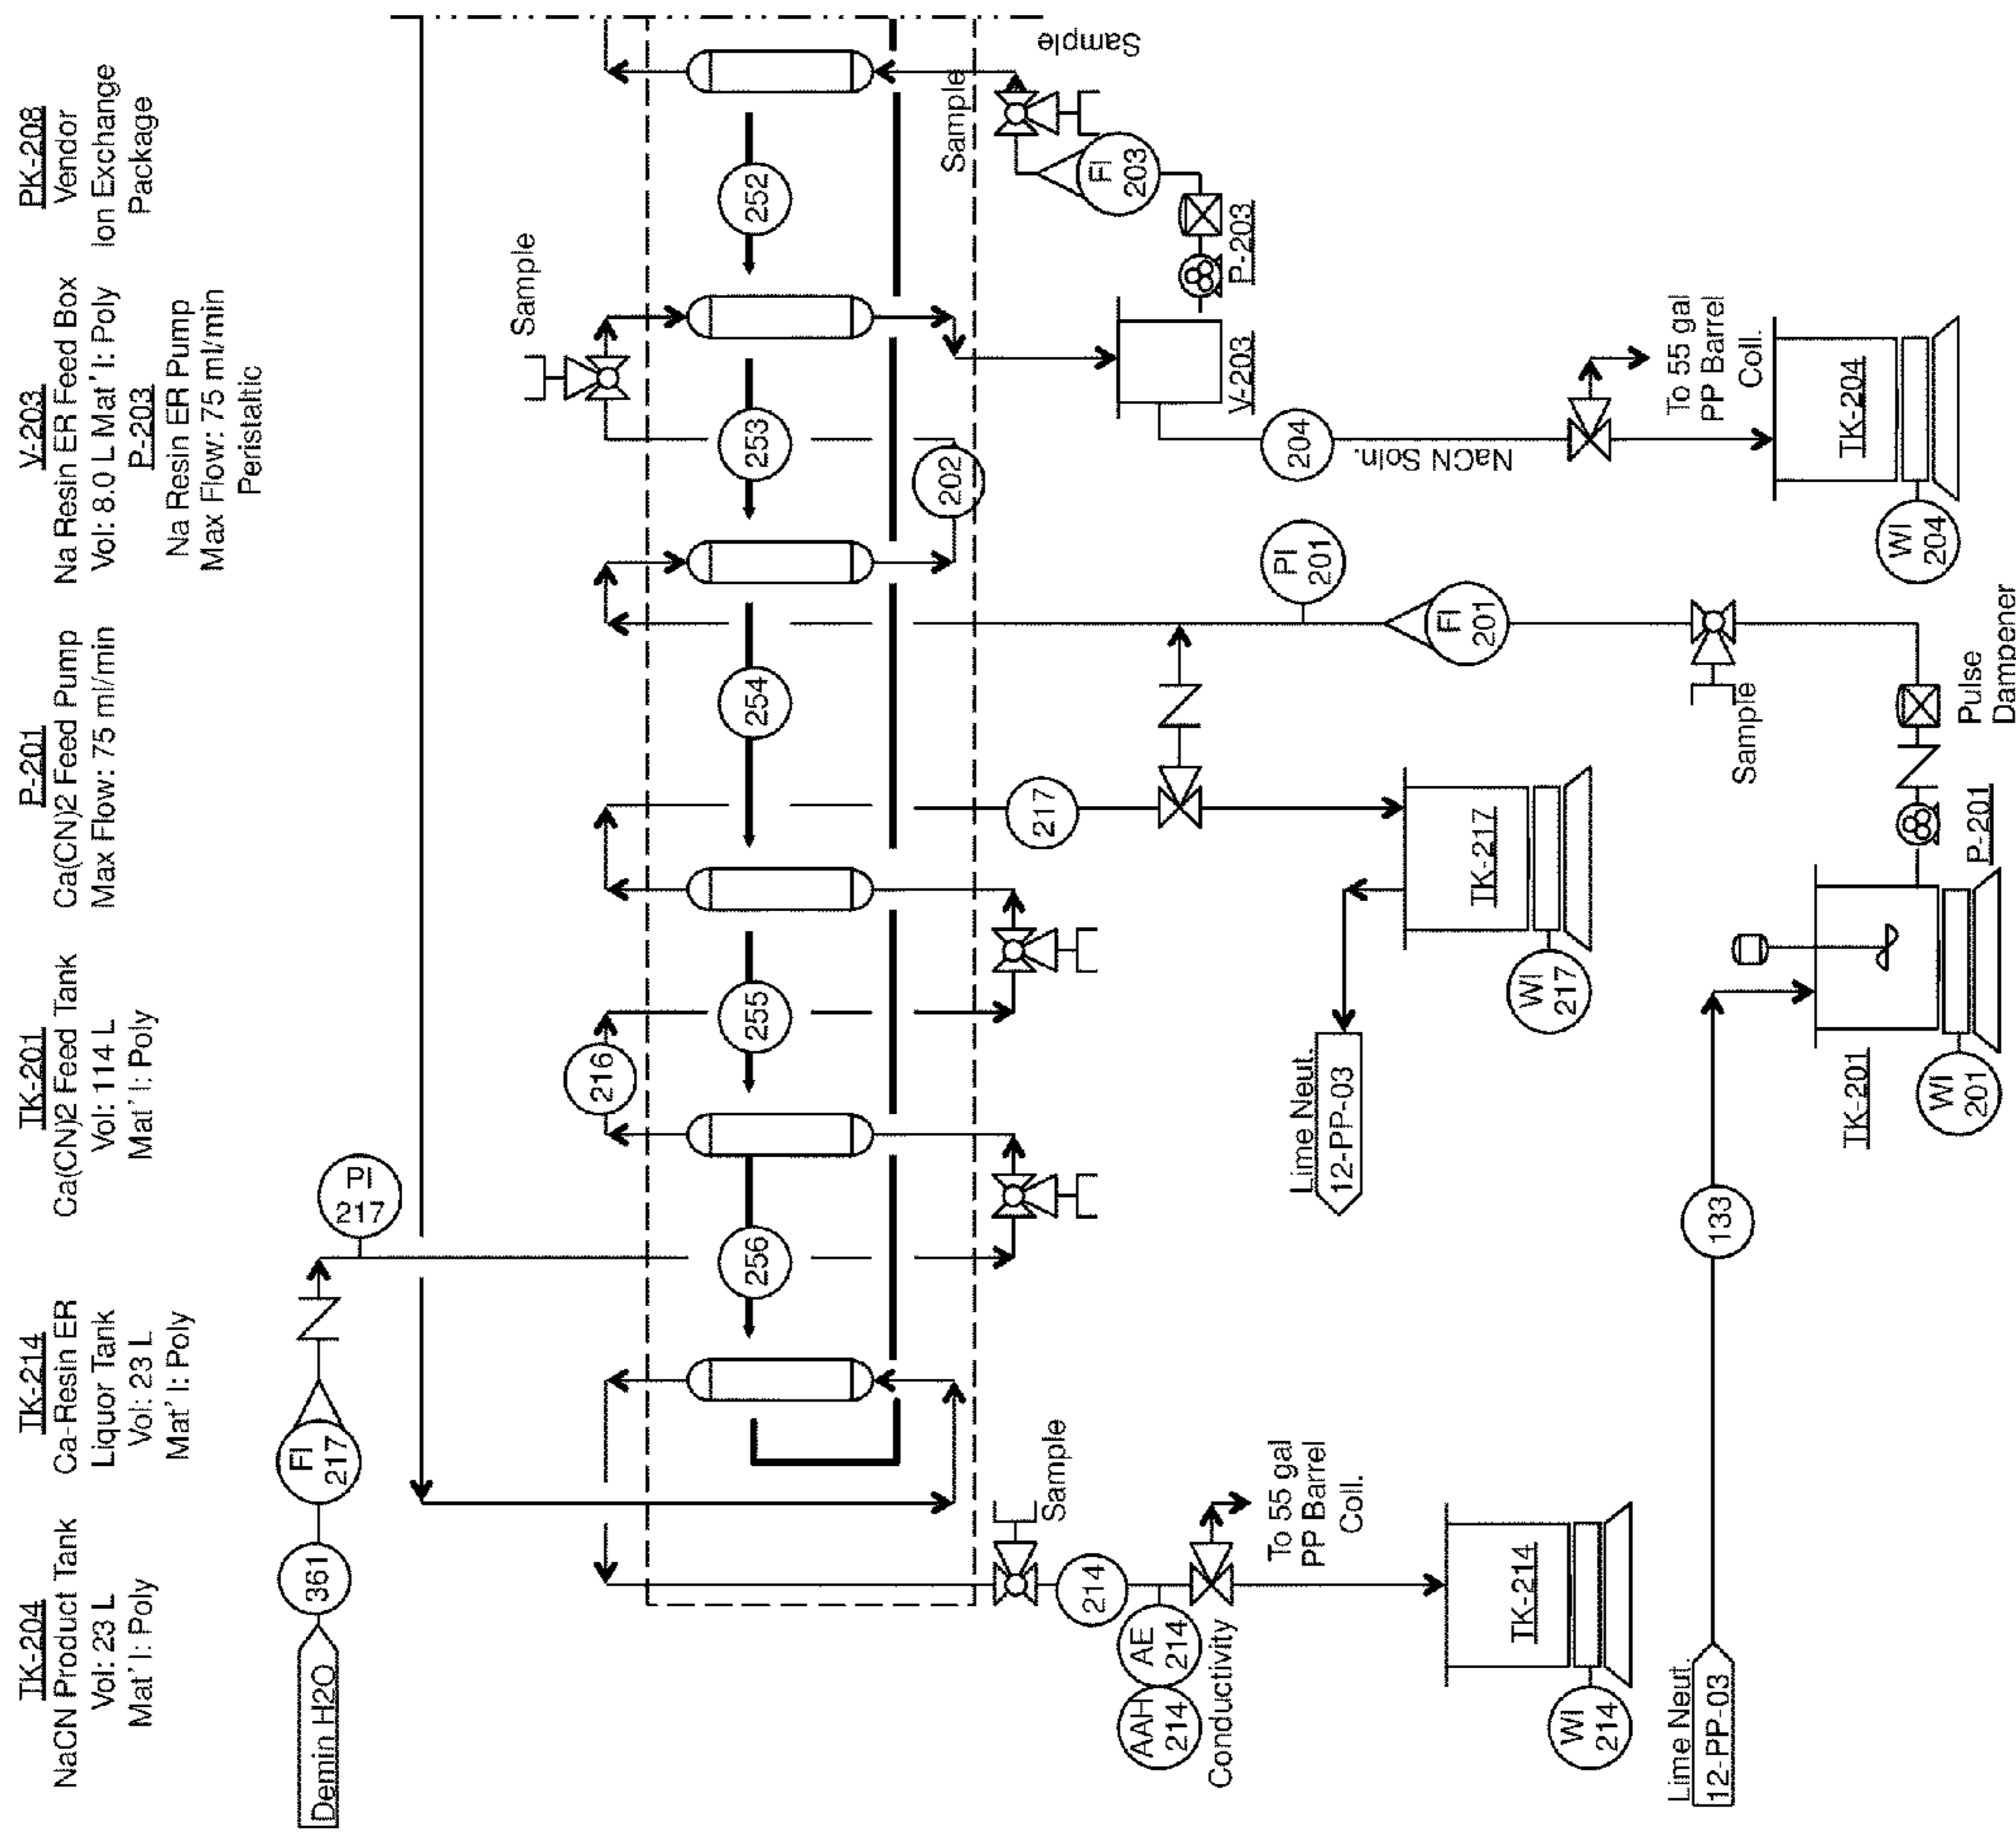 TK-204
NaCN Product Tank
Vol: 23 L
Mat'l: Poly
TK-214
Ca-Resin ER
Liquor Tank
Vol: 23 L
Mat'l: Poly
TK-201
Ca(CN)2 Feed Tank
Vol: 114 L
Mat'l: Poly
P-201
Ca(CN)2 Feed Pump
Max Flow: 75 ml/min
V-203
Na Resin ER Feed Box
Vol: 8.0 L Mat'l: Poly
P-203
Na Resin ER Pump
Max Flow: 75 ml/min
Peristaltic
PK-208
Vendor
Ion Exchange
Package
Demin H2O
361
FI
217
PI
217
Sample
216
256
255
254
253
252
202
Sample
Sample
Sample
214
AAH
214
AE
214
Conductivity
To 55 gal
PP Barrel
Coll.
TK-214
WI
214
217
Lime Neut.
12-PP-03
TK-217
WI
217
PI
201
FI
201
V-203
P-203
FI
203
204
NaCN Soln.
To 55 gal
PP Barrel
Coll.
TK-204
WI
204
Lime Neut.
12-PP-03
133
TK-201
WI
201
P-201
Sample
Pulse
Dampener